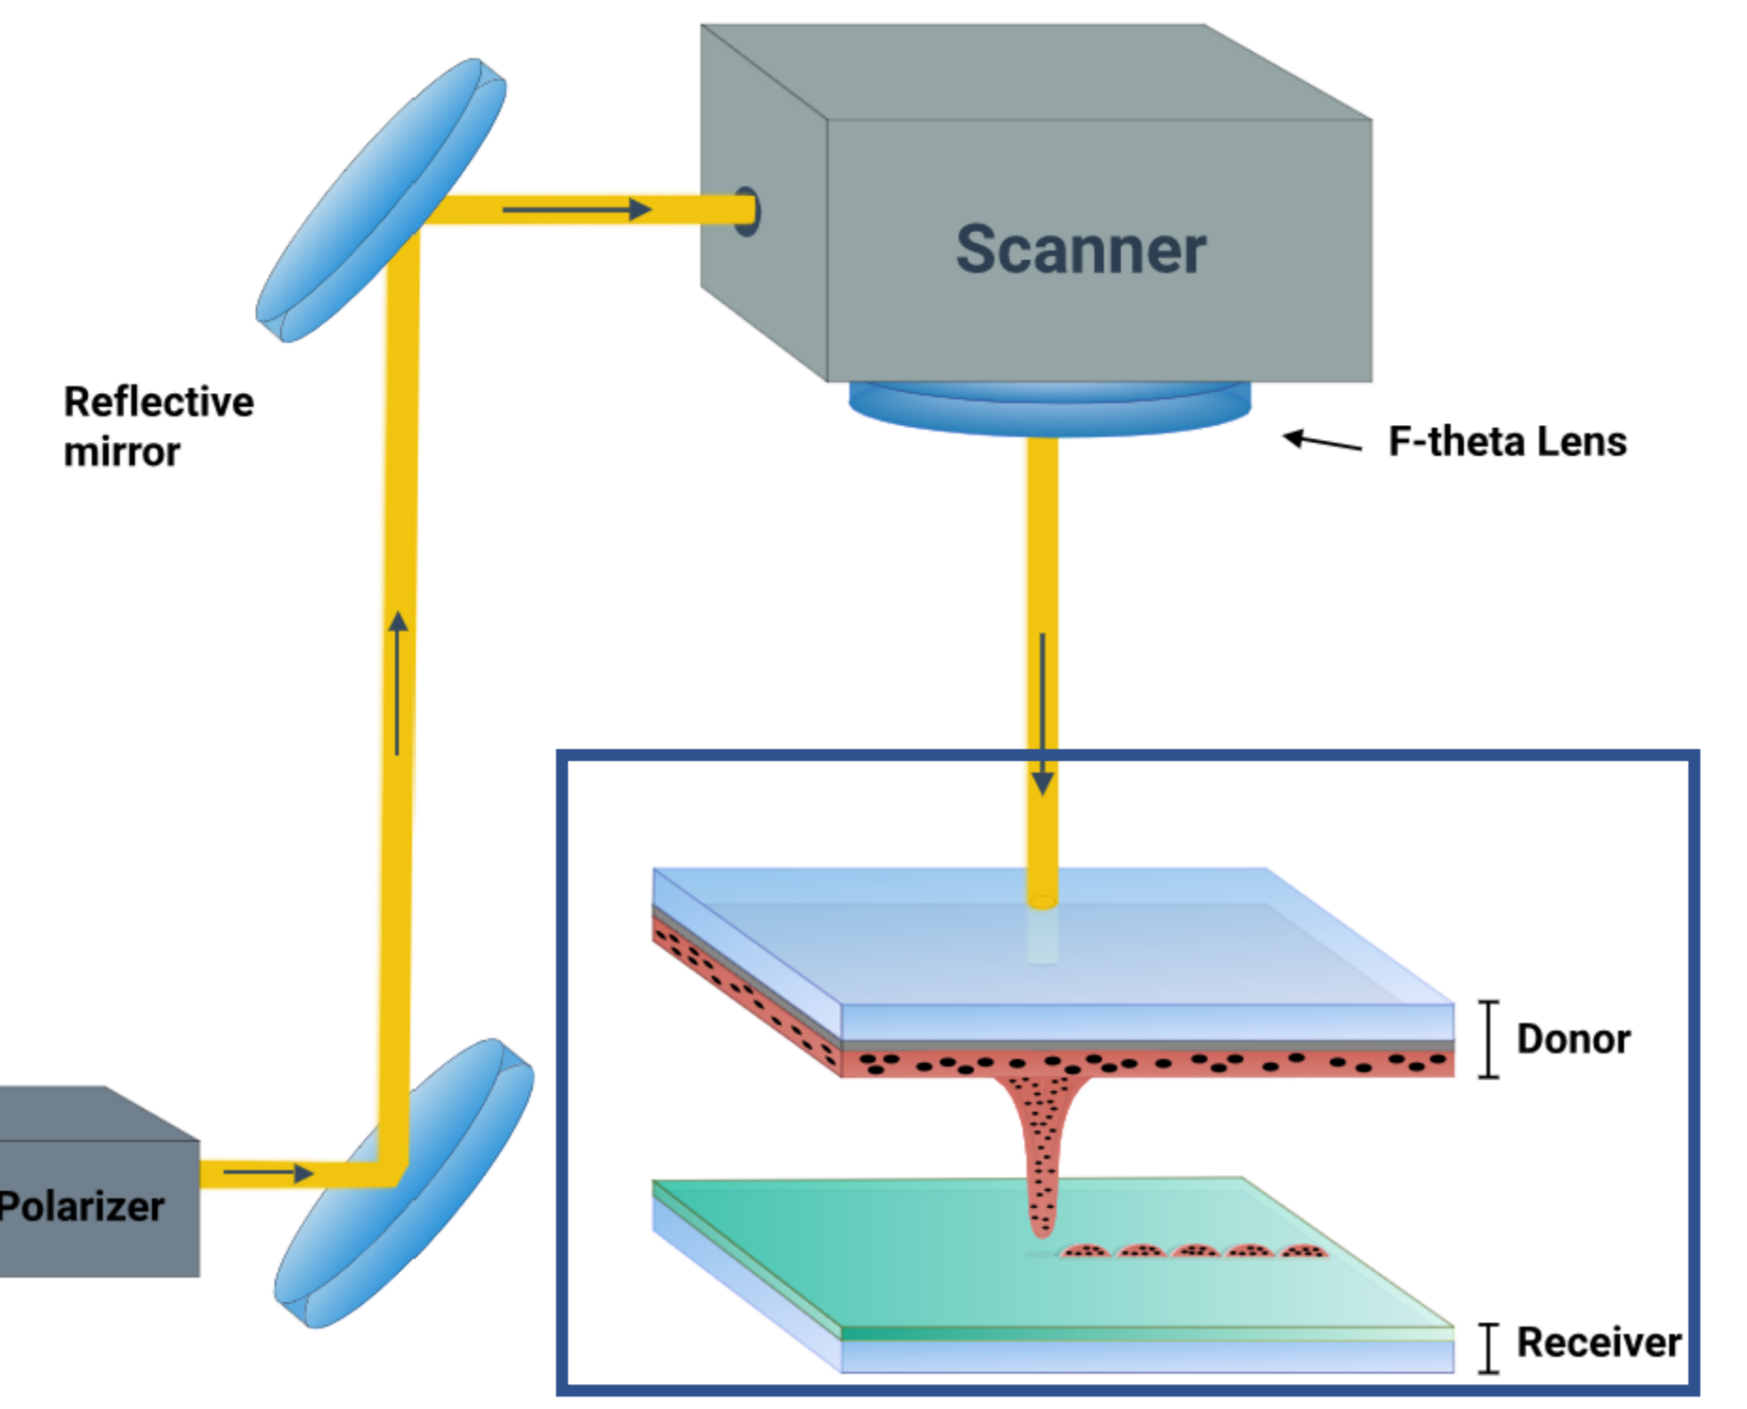 Scanner
Reflective
mirror
F-theta Lens
Donor
Polarizer
Receiver